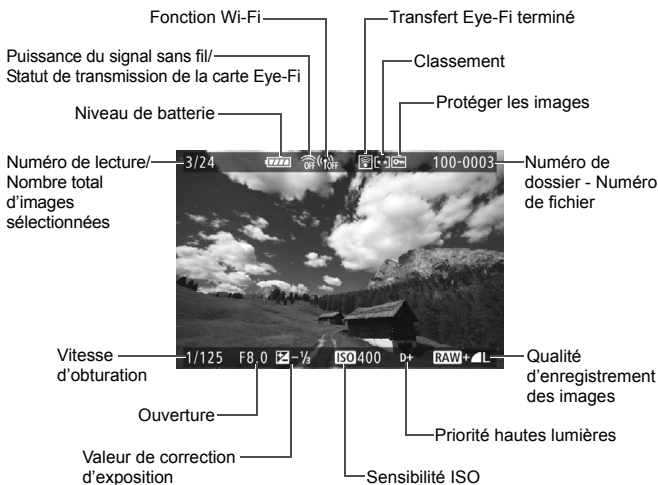 Fonction Wi-Fi
Transfert Eye-Fi terminé
Puissance du signal sans fil/
Statut de transmission de la carte Eye-Fi
Classement
Protéger les images
Niveau de batterie
Numéro de lecture/
Nombre total
d'images
sélectionnées
3/24
OFF
OFF
100-0003
Numéro de
dossier - Numéro
de fichier
Vitesse
d'obturation
1/125 F8.0 -⅓ ISO 400 D+ RAW+L
Qualité
d'enregistrement
des images
Ouverture
Priorité hautes lumières
Valeur de correction
d'exposition
Sensibilité ISO